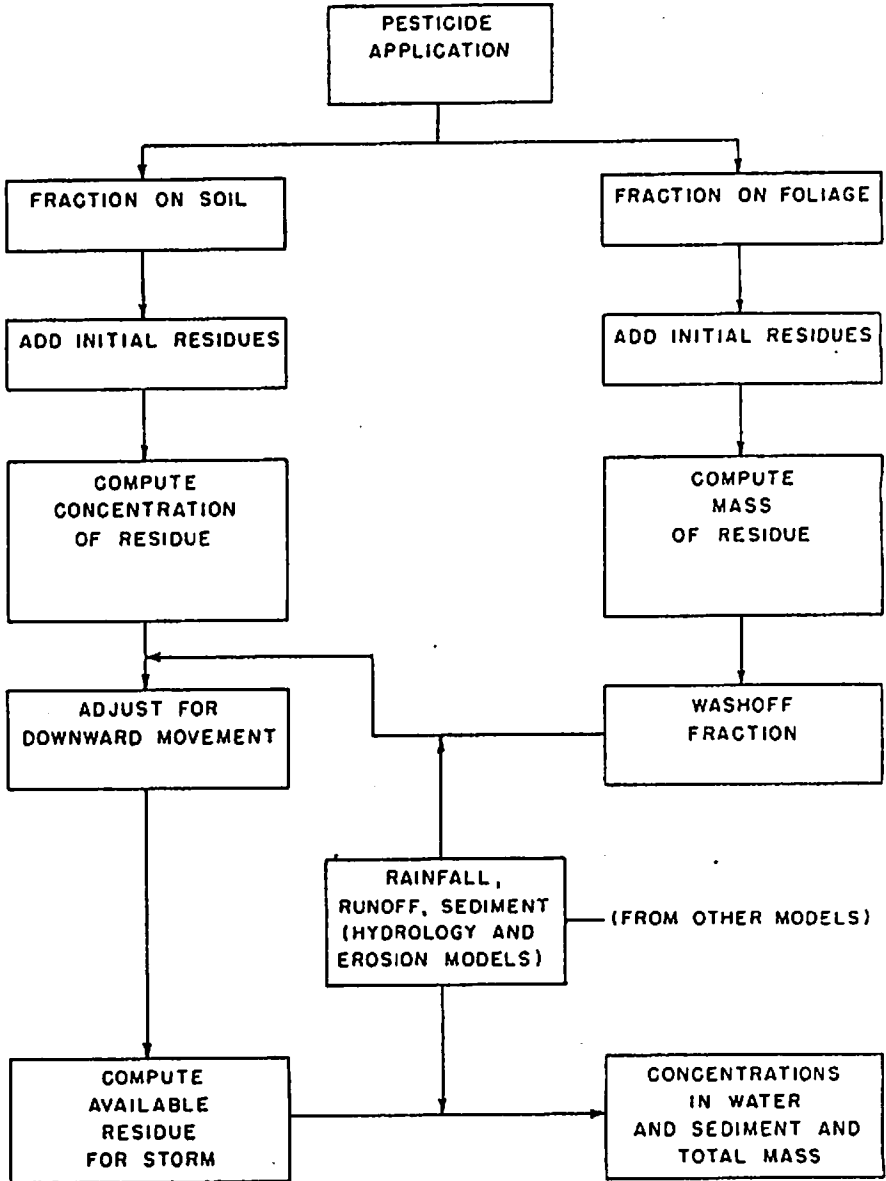 PESTICIDE
APPLICATION
FRACTION ON SOIL
FRACTION ON FOLIAGE
ADD INITIAL RESIDUES
ADD INITIAL RESIDUES
COMPUTE
CONCENTRATION
OF RESIDUE
COMPUTE
MASS
OF RESIDUE
ADJUST FOR
DOWNWARD MOVEMENT
WASHOFF
FRACTION
RAINFALL,
RUNOFF, SEDIMENT
(HYDROLOGY AND
EROSION MODELS)
(FROM OTHER MODELS)
COMPUTE
AVAILABLE
RESIDUE
FOR STORM
CONCENTRATIONS
IN WATER
AND SEDIMENT AND
TOTAL MASS